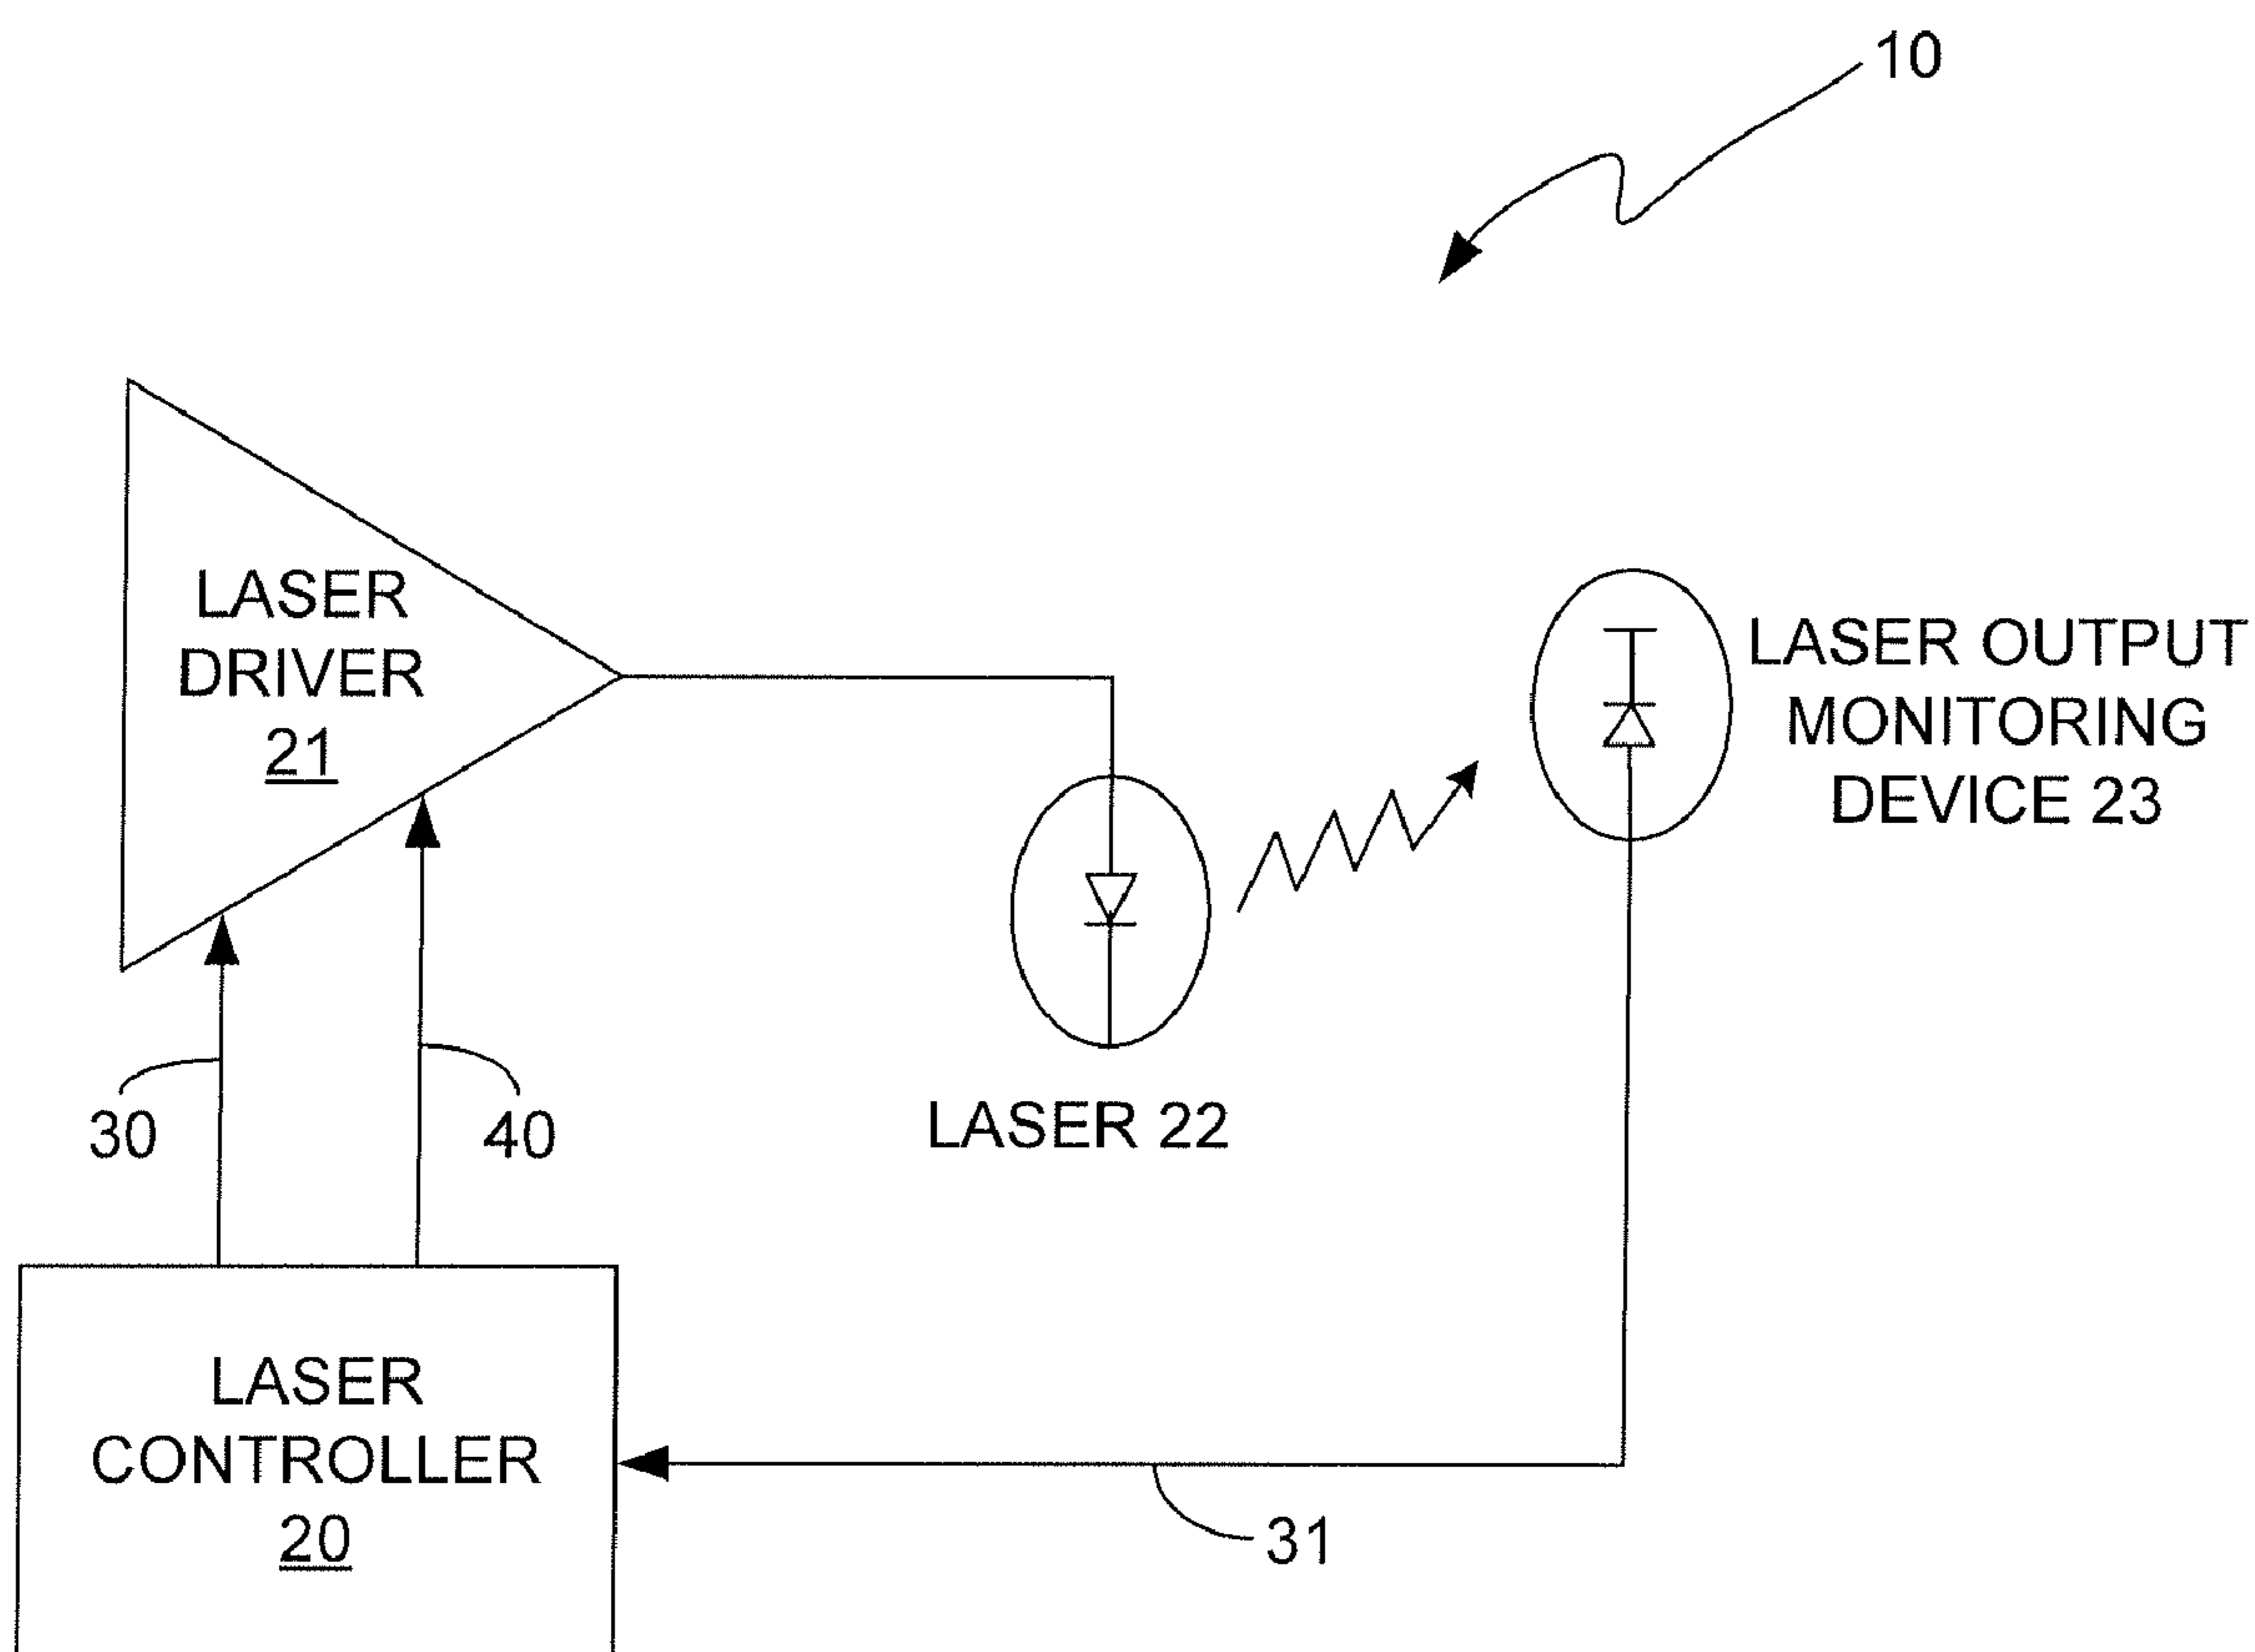 10
LASER
DRIVER
21
LASER OUTPUT
MONITORING
DEVICE 23
30
40
LASER 22
LASER
CONTROLLER
20
31